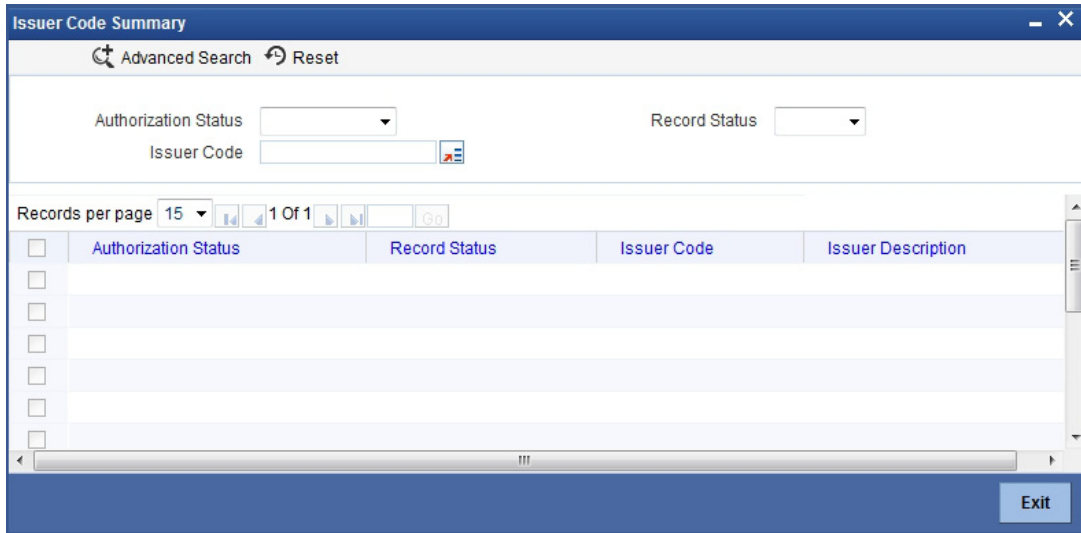 Issuer Code Summary
Advanced Search Reset
Authorization Status Record Status
Issuer Code
Records per page 15 1 Of 1 Go
Authorization Status Record Status Issuer Code Issuer Description
Exit